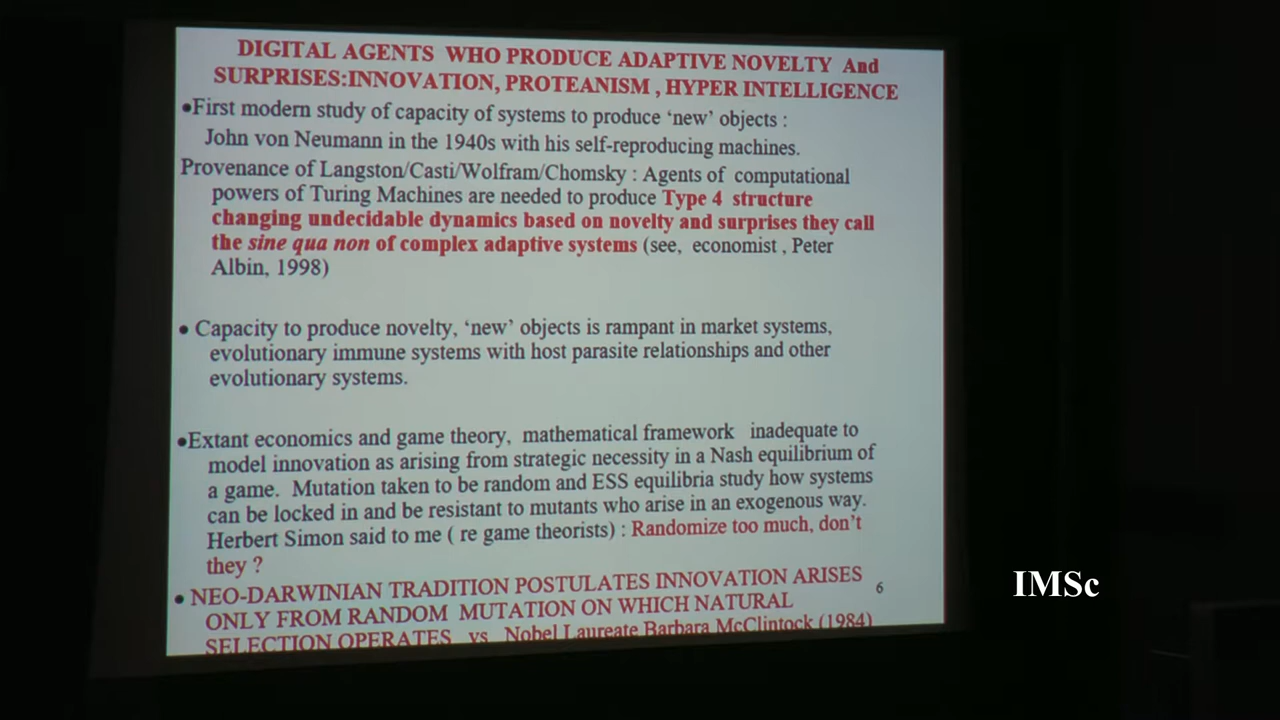 DIGITAL AGENTS WHO PRODUCE ADAPTIVE NOVELTY And
SURPRISES:INNOVATION, PROTEANISM , HYPER INTELLIGENCE
•First modern study of capacity of systems to produce ‘new’ objects :
John von Neumann in the 1940s with his self-reproducing machines.
Provenance of Langston/Casti/Wolfram/Chomsky : Agents of computational
powers of Turing Machines are needed to produce Type 4 structure
changing undecidable dynamics based on novelty and surprises they call
the sine qua non of complex adaptive systems (see, economist , Peter
Albin, 1998)
• Capacity to produce novelty, ‘new’ objects is rampant in market systems,
evolutionary immune systems with host parasite relationships and other
evolutionary systems.
•Extant economics and game theory, mathematical framework inadequate to
model innovation as arising from strategic necessity in a Nash equilibrium of
a game. Mutation taken to be random and ESS equilibria study how systems
can be locked in and be resistant to mutants who arise in an exogenous way.
Herbert Simon said to me ( re game theorists) : Randomize too much, don’t
they ?
• NEO-DARWINIAN TRADITION POSTULATES INNOVATION ARISES
ONLY FROM RANDOM MUTATION ON WHICH NATURAL
SELECTION OPERATES vs Nobel Laureate Barbara McClintock (1984)
6
IMSc